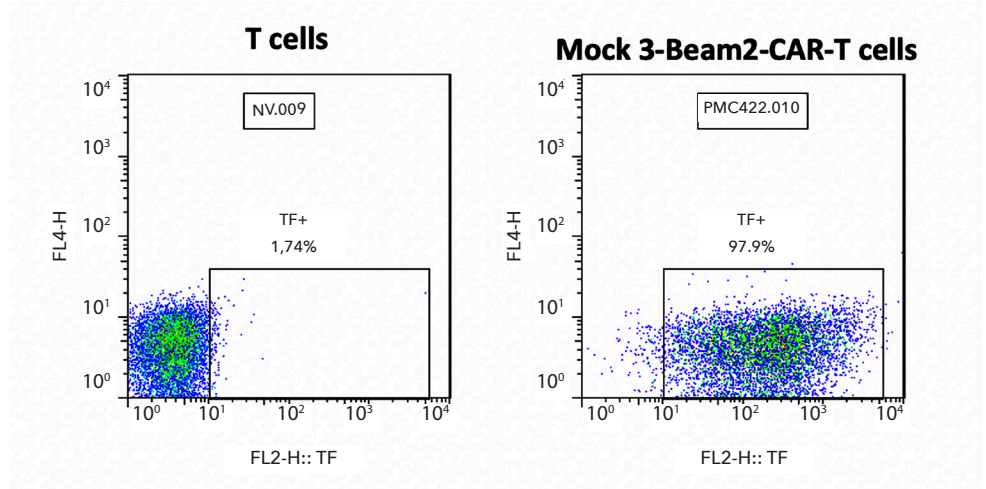 T cells
NV.009
TF+
1,74%
FL4-H
10⁴
10³
10²
10¹
10⁰
10⁰ 10¹ 10² 10³ 10⁴
FL2-H:: TF
Mock 3-Beam2-CAR-T cells
PMC422.010
TF+
97.9%
FL4-H
10⁴
10³
10²
10¹
10⁰
10⁰ 10¹ 10² 10³ 10⁴
FL2-H:: TF